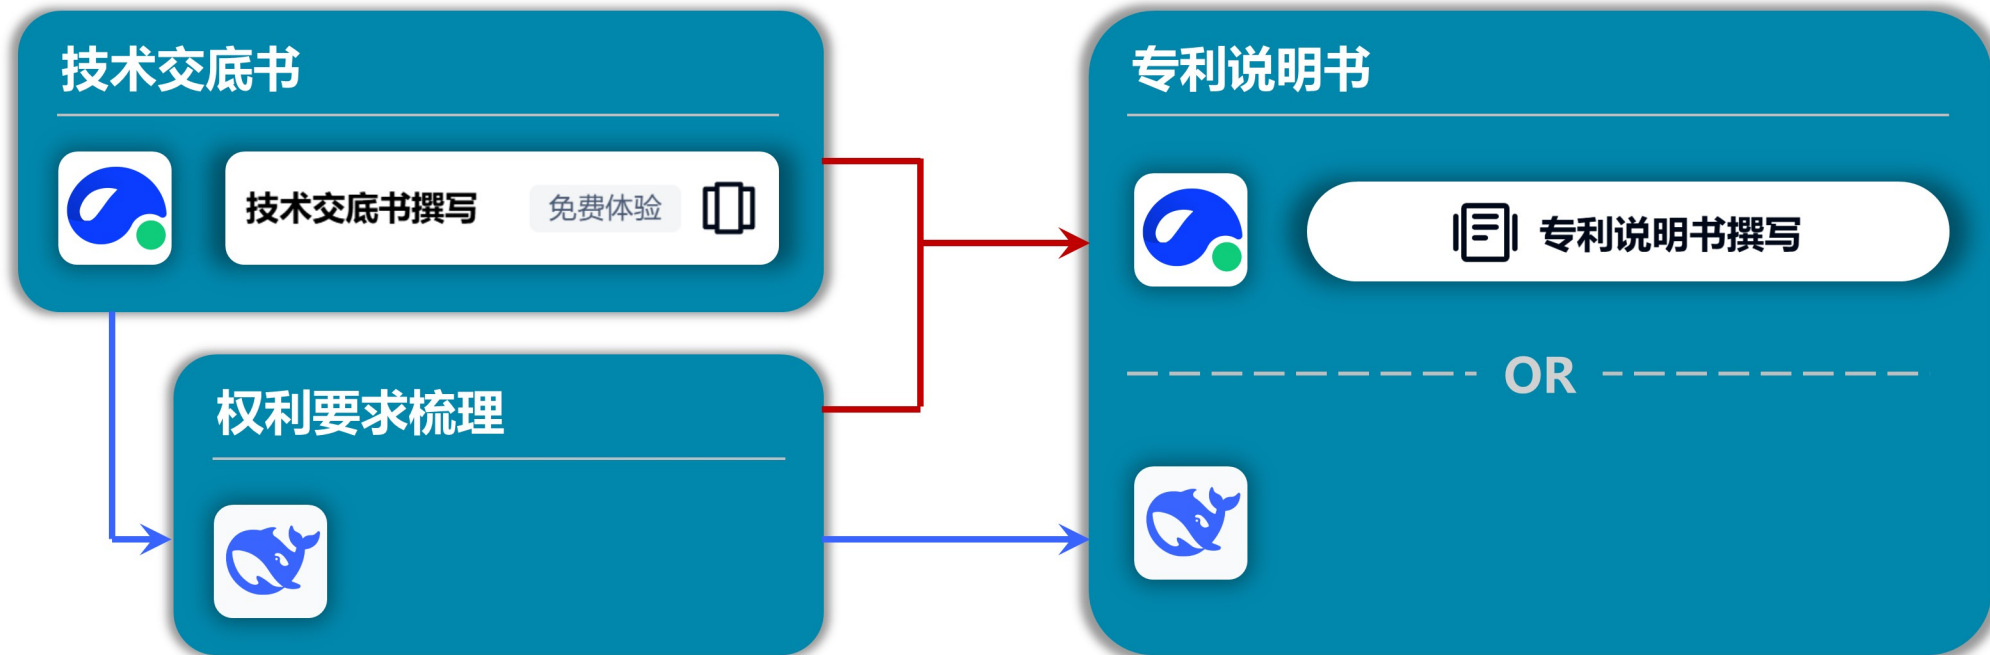 技术交底书
技术交底书撰写 免费体验
权利要求梳理
专利说明书
专利说明书撰写
OR